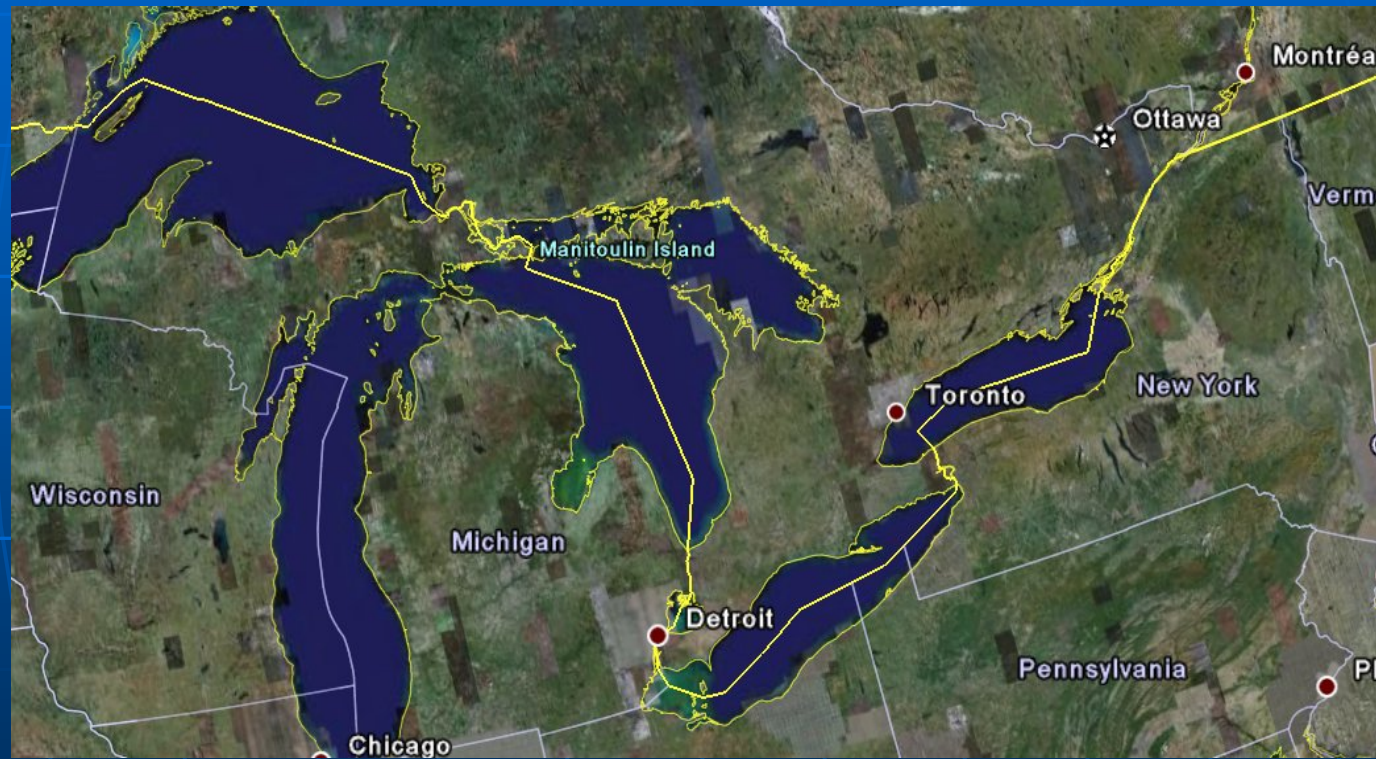 Montréa
Ottawa
Verm
Manitoulin Island
New York
Toronto
Wisconsin
Michigan
Detroit
Pennsylvania
Pl
Chicago